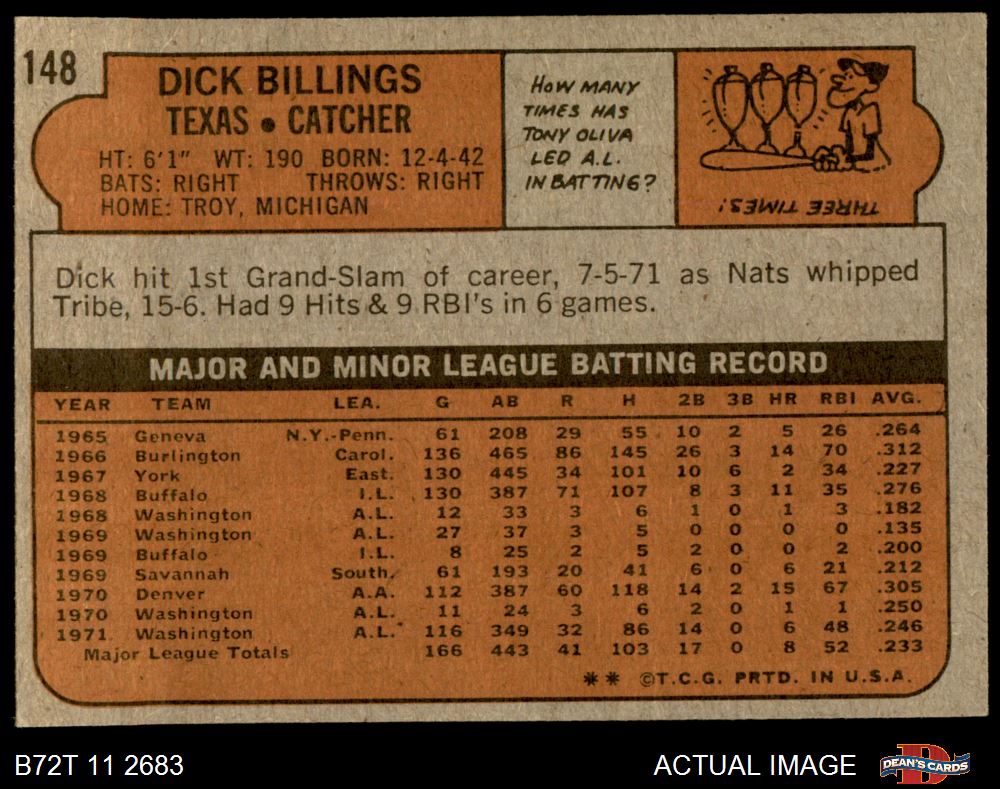 148
DICK BILLINGS
TEXAS • CATCHER
HT: 6'1" WT: 190 BORN: 12-4-42
BATS: RIGHT THROWS: RIGHT
HOME: TROY, MICHIGAN
HOW MANY
TIMES HAS
TONY OLIVA
LED A.L.
IN BATTING?
THREE TIMES!
Dick hit 1st Grand-Slam of career, 7-5-71 as Nats whipped
Tribe, 15-6. Had 9 Hits & 9 RBI's in 6 games.
MAJOR AND MINOR LEAGUE BATTING RECORD
YEAR TEAM LEA. G AB R H 2B 3B HR RBI AVG.
1965 Geneva N.Y.-Penn. 61 208 29 55 10 2 5 26 .264
1966 Burlington Carol. 136 465 86 145 26 3 14 70 .312
1967 York East. 130 445 34 101 10 6 2 34 .227
1968 Buffalo I.L. 130 387 71 107 8 3 11 35 .276
1968 Washington A.L. 12 33 3 6 1 0 1 3 .182
1969 Washington A.L. 27 37 3 5 0 0 0 0 .135
1969 Buffalo I.L. 8 25 2 5 2 0 0 2 .200
1969 Savannah South. 61 193 20 41 6 0 6 21 .212
1970 Denver A.A. 112 387 60 118 14 2 15 67 .305
1970 Washington A.L. 11 24 3 6 2 0 1 1 .250
1971 Washington A.L. 116 349 32 86 14 0 6 48 .246
Major League Totals 166 443 41 103 17 0 8 52 .233
** ©T.C.G. PRTD. IN U.S.A.
B72T 11 2683
ACTUAL IMAGE
DEAN'S CARDS